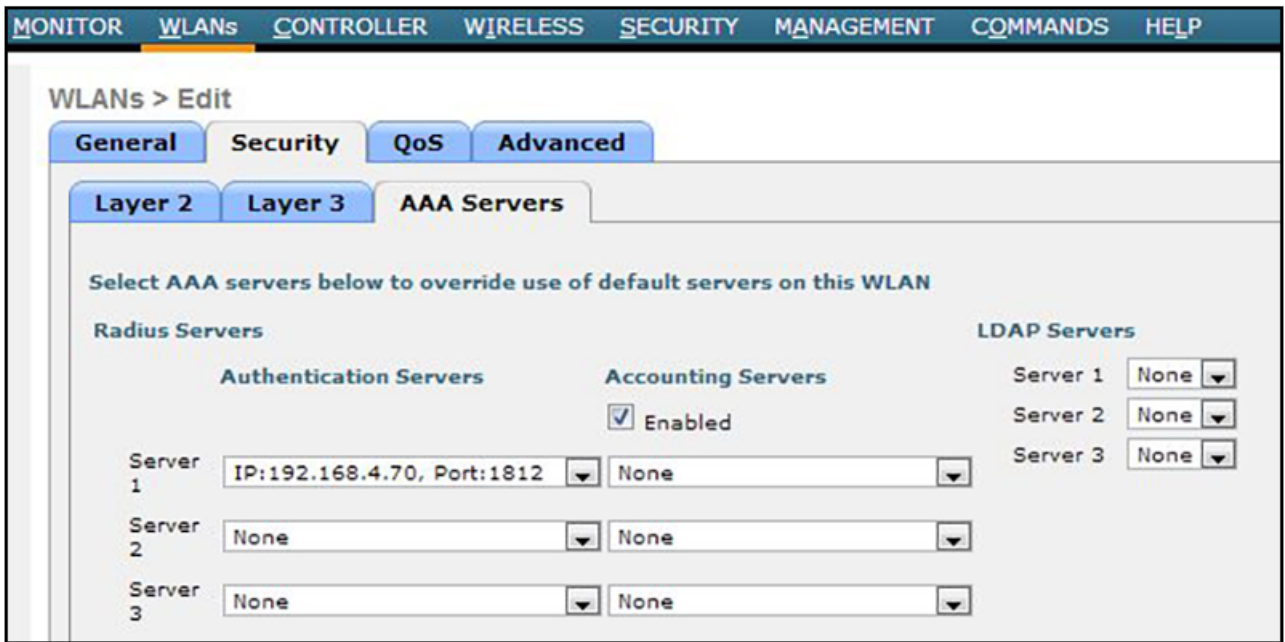 MONITOR WLANs CONTROLLER WIRELESS SECURITY MANAGEMENT COMMANDS HELP
WLANs > Edit
General Security QoS Advanced
Layer 2 Layer 3 AAA Servers
Select AAA servers below to override use of default servers on this WLAN
Radius Servers LDAP Servers
Authentication Servers Accounting Servers Server 1 None
Enabled Server 2 None
Server 3 None
Server
1 IP:192.168.4.70, Port:1812 None
Server
2 None None
Server
3 None None